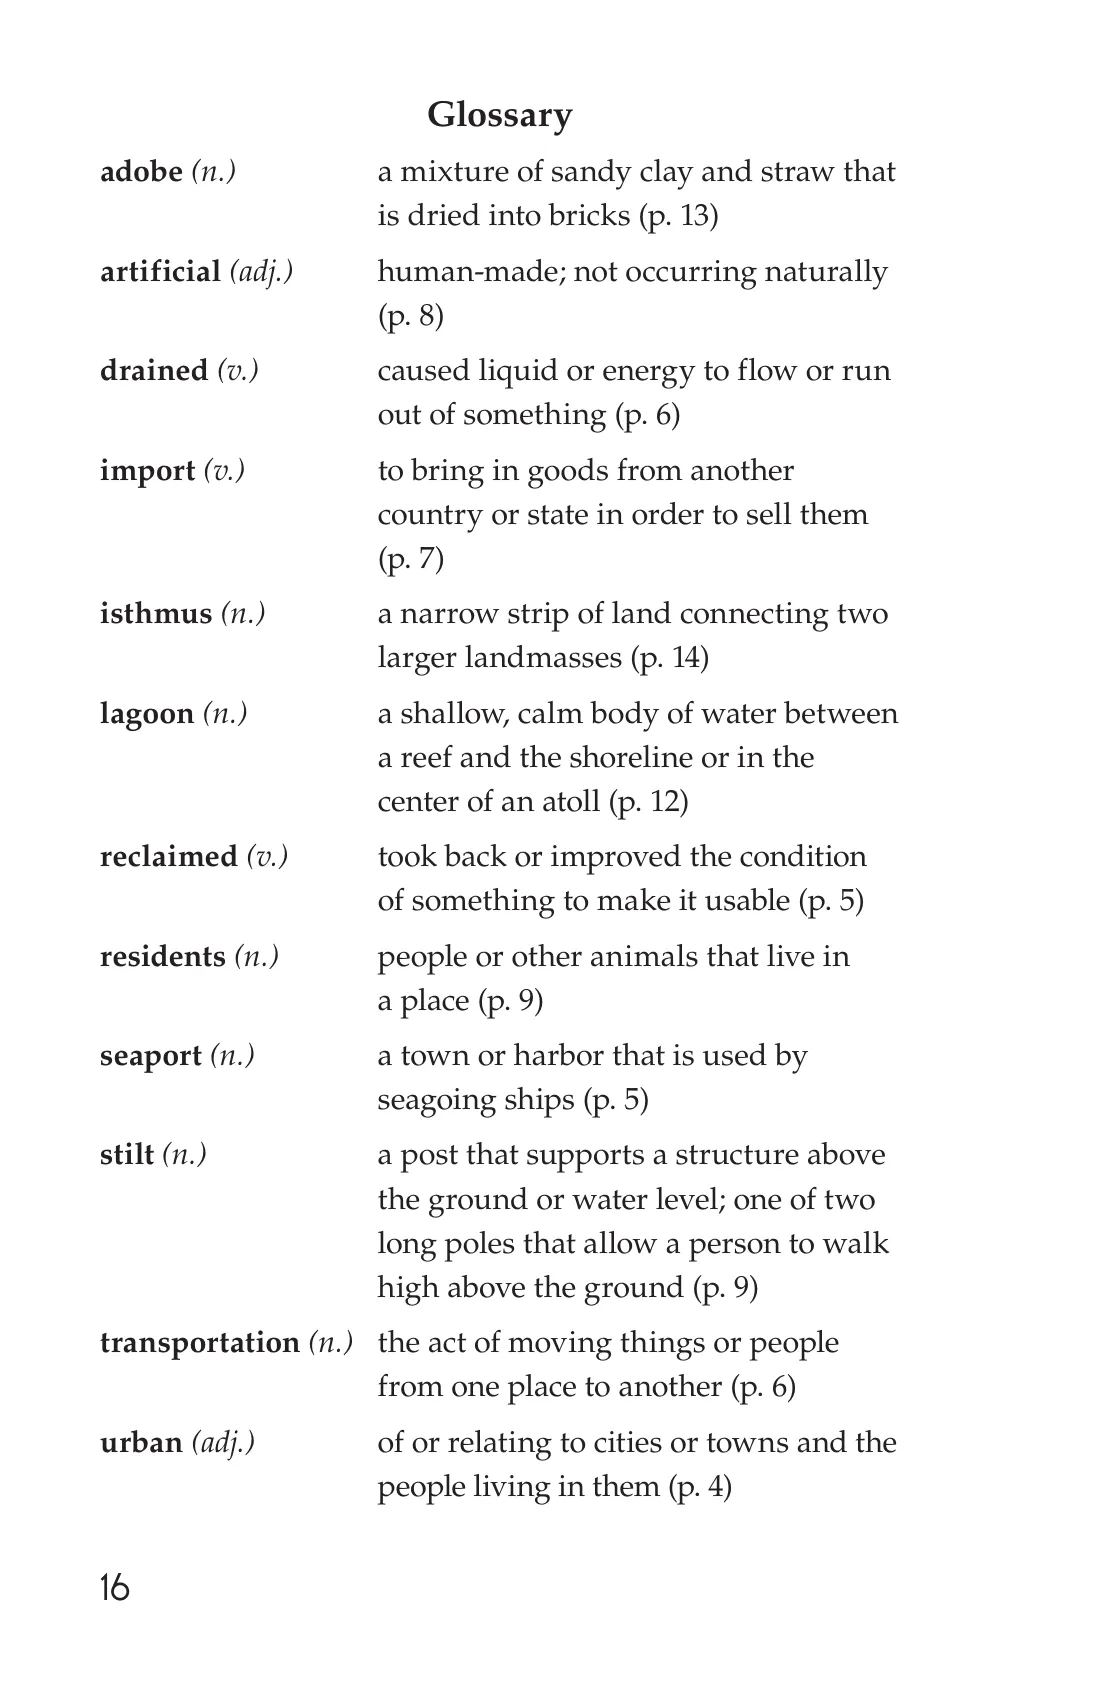 Glossary
adobe (n.) a mixture of sandy clay and straw that
is dried into bricks (p. 13)
artificial (adj.) human-made; not occurring naturally
(p. 8)
drained (v.) caused liquid or energy to flow or run
out of something (p. 6)
import (v.) to bring in goods from another
country or state in order to sell them
(p. 7)
isthmus (n.) a narrow strip of land connecting two
larger landmasses (p. 14)
lagoon (n.) a shallow, calm body of water between
a reef and the shoreline or in the
center of an atoll (p. 12)
reclaimed (v.) took back or improved the condition
of something to make it usable (p. 5)
residents (n.) people or other animals that live in
a place (p. 9)
seaport (n.) a town or harbor that is used by
seagoing ships (p. 5)
stilt (n.) a post that supports a structure above
the ground or water level; one of two
long poles that allow a person to walk
high above the ground (p. 9)
transportation (n.) the act of moving things or people
from one place to another (p. 6)
urban (adj.) of or relating to cities or towns and the
people living in them (p. 4)
16